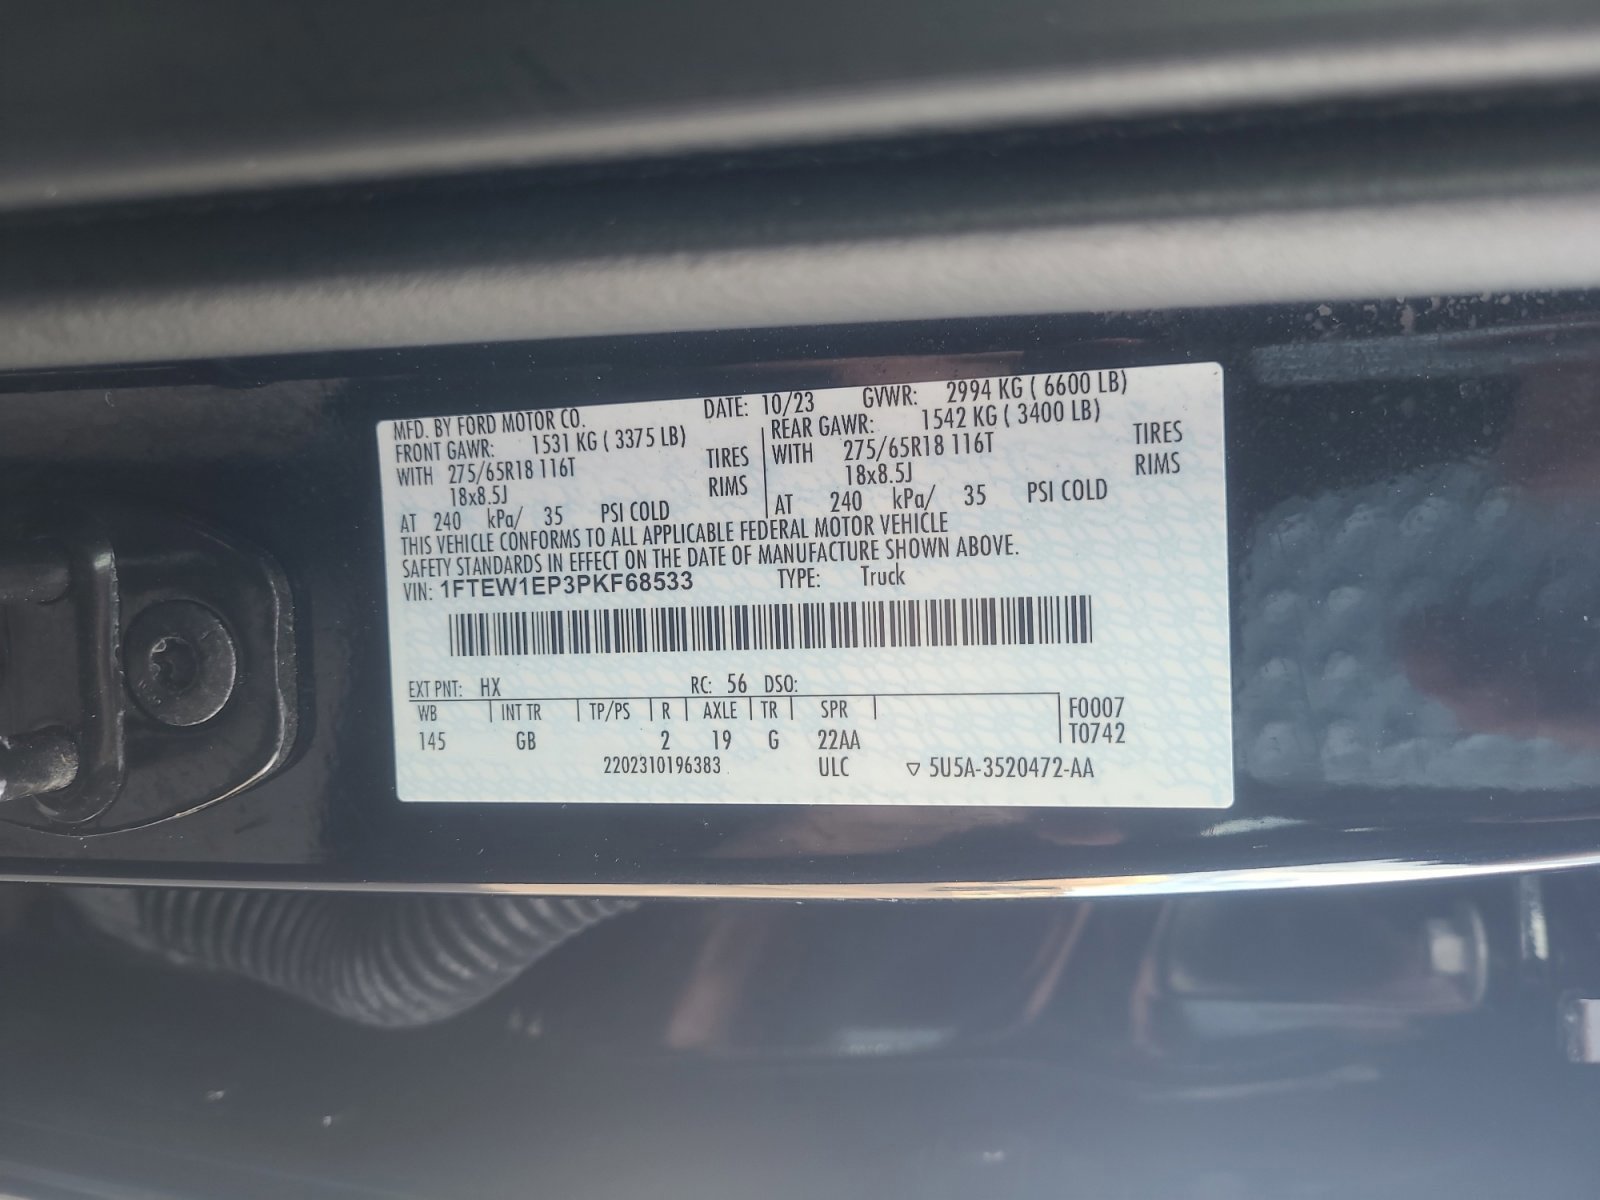 MFD. BY FORD MOTOR CO. DATE: 10/23 GVWR: 2994 KG ( 6600 LB)
FRONT GAWR: 1531 KG ( 3375 LB) REAR GAWR: 1542 KG ( 3400 LB)
WITH 275/65R18 116T TIRES WITH 275/65R18 116T TIRES
18x8.5J RIMS 18x8.5J RIMS
AT 240 kPa/ 35 PSI COLD AT 240 kPa/ 35 PSI COLD
THIS VEHICLE CONFORMS TO ALL APPLICABLE FEDERAL MOTOR VEHICLE
SAFETY STANDARDS IN EFFECT ON THE DATE OF MANUFACTURE SHOWN ABOVE.
VIN: 1FTEW1EP3PKF68533 TYPE: Truck
EXT PNT: HX RC: 56 DSO:
WB INT TR TP/PS R AXLE TR SPR F0007
145 GB 2 19 G 22AA T0742
2202310196383 ULC ▽ 5U5A-3520472-AA